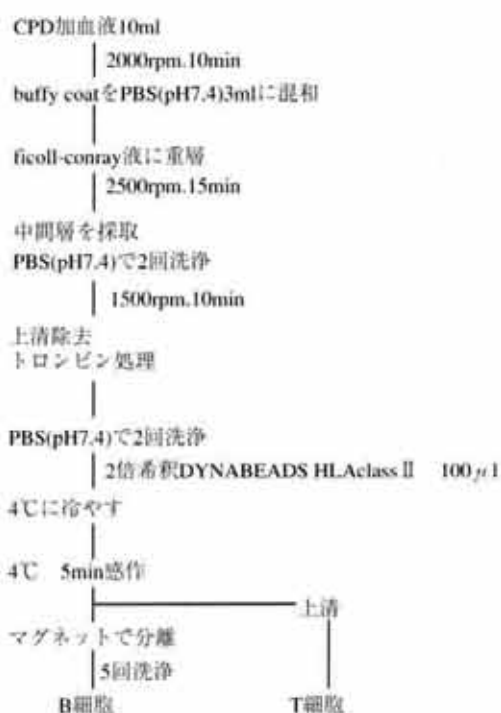 CPD加血液10ml
2000rpm.10min
buffy coatをPBS(pH7.4)3mlに混和
ficoll-conray液に重層
2500rpm.15min
中間層を採取
PBS(pH7.4)で2回洗浄
1500rpm.10min
上清除去
トロンビン処理
PBS(pH7.4)で2回洗浄
2倍希釈DYNABEADS HLAclassⅡ 100μl
4℃に冷やす
4℃ 5min感作
上清
マグネットで分離
5回洗浄
B細胞 T細胞